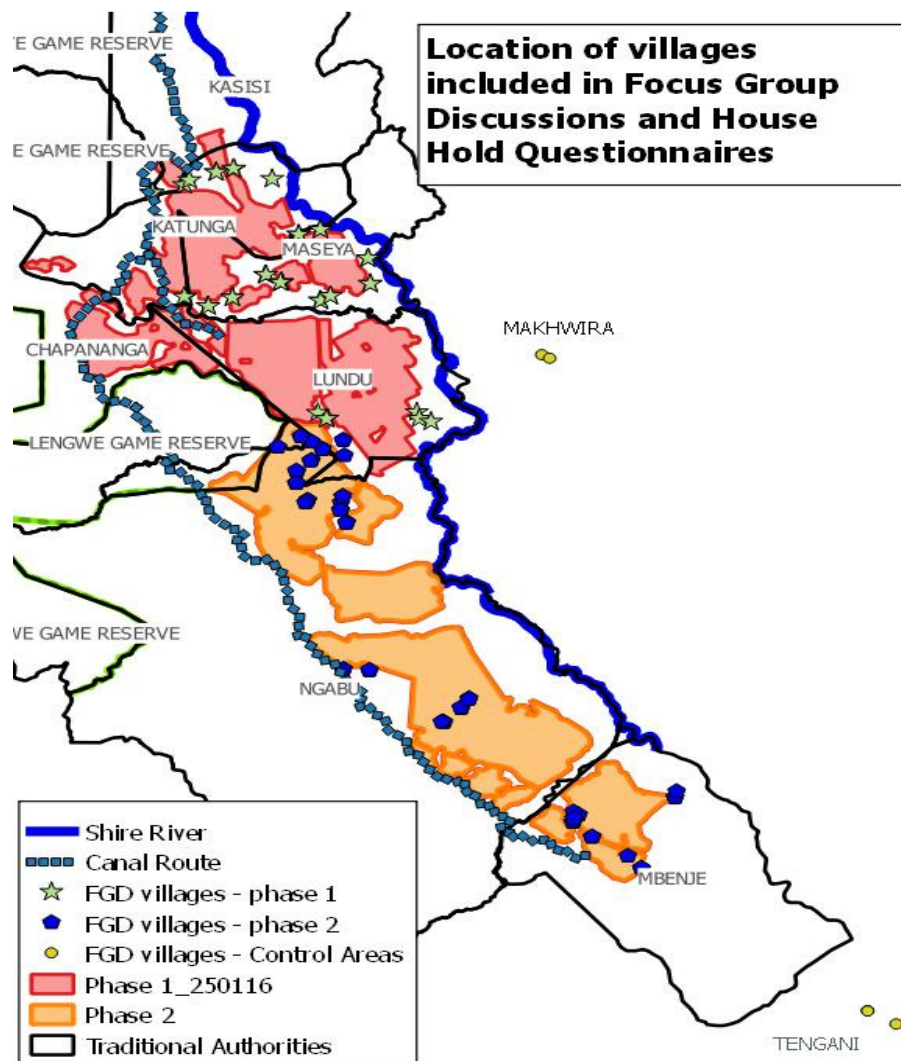 Location of villages
included in Focus Group
Discussions and House
Hold Questionnaires
E GAME RESERVE
KASISI
E GAME RESERVE
KATUNGA
MASEYA
MAKHWIRA
CHAPANANGA
LUNDU
LENGWE GAME RESERVE
WE GAME RESERVE
NGABU
MBENJE
TENGANI
Shire River
Canal Route
FGD villages - phase 1
FGD villages - phase 2
FGD villages - Control Areas
Phase 1_250116
Phase 2
Traditional Authorities